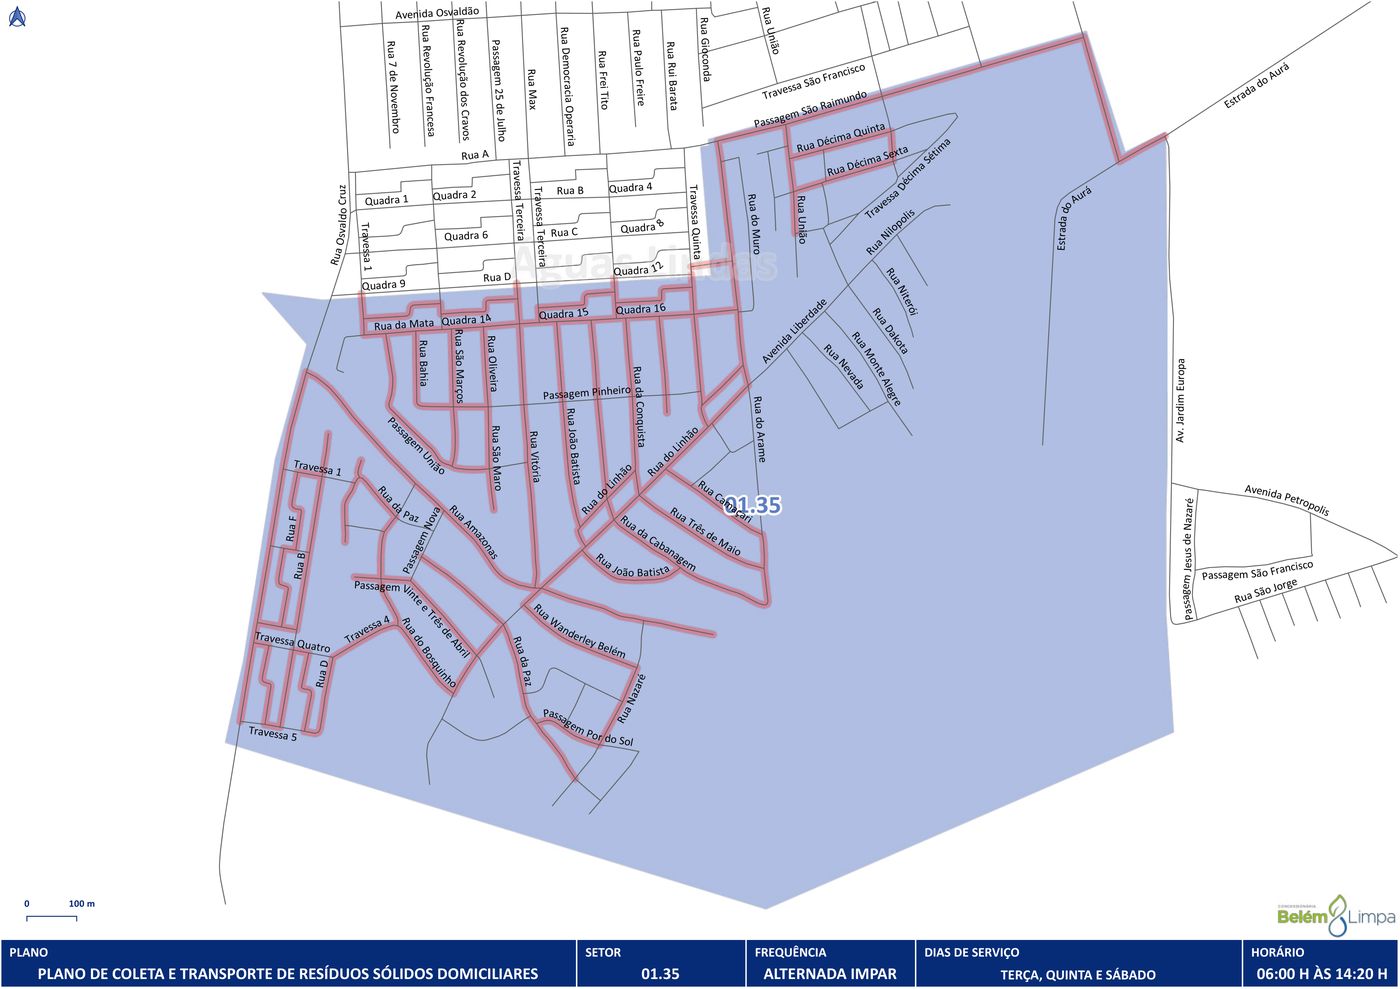 Avenida Osvaldão
Rua 7 de Novembro
Rua Revolução Francesa
Rua Revolução dos Cravos
Passagem 25 de Julho
Rua Max
Rua Democracia Operaria
Rua Frei Tito
Rua Paulo Freire
Rua Rui Barata
Rua Gioconda
Rua União
Travessa São Francisco
Estrada do Aurá
Passagem São Raimundo
Rua Décima Quinta
Rua Décima Sexta
Travessa Décima Sétima
Rua A
Quadra 1
Quadra 2
Rua B
Quadra 4
Rua Osvaldo Cruz
Travessa 1
Travessa Terceira
Travessa Terceira
Travessa Quinta
Rua do Muro
Rua União
Rua Nilopolis
Estrada do Aurá
Quadra 6
Rua C
Quadra 8
Águas Lindas
Quadra 9
Rua D
Quadra 12
Rua Niterói
Rua da Mata
Quadra 14
Quadra 15
Quadra 16
Avenida Liberdade
Rua Dakota
Rua Monte Alegre
Rua Nevada
Rua Bahia
Rua São Marços
Rua Oliveira
Passagem Pinheiro
Rua da Conquista
Rua do Arame
Av. Jardim Europa
Passagem União
Rua São Maro
Rua Vitória
Rua João Batista
Rua do Linhão
Rua do Linhão
Travessa 1
Rua da Paz
Passagem Nova
Rua Amazonas
Rua Camaçari
01.35
Rua F
Rua B
Rua Três de Maio
Rua da Cabanagem
Rua João Batista
Avenida Petropolis
Passagem Jesus de Nazaré
Passagem São Francisco
Rua São Jorge
Passagem Vinte e Três de Abril
Travessa Quatro
Travessa 4
Rua do Bosquinho
Rua Wanderley Belém
Rua D
Rua da Paz
Rua Nazaré
Passagem Por do Sol
Travessa 5
0 100 m
CONCESSIONÁRIA
Belém Limpa
PLANO
PLANO DE COLETA E TRANSPORTE DE RESÍDUOS SÓLIDOS DOMICILIARES
SETOR
01.35
FREQUÊNCIA
ALTERNADA IMPAR
DIAS DE SERVIÇO
TERÇA, QUINTA E SÁBADO
HORÁRIO
06:00 H ÀS 14:20 H